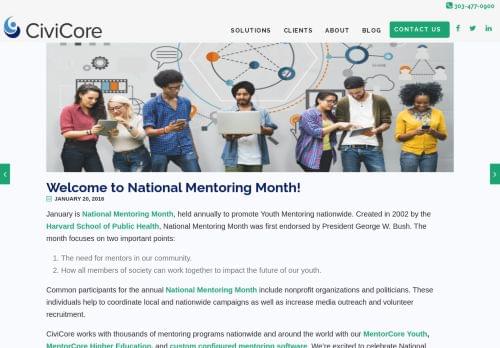 303-477-0900
CiviCore
SOLUTIONS CLIENTS ABOUT BLOG CONTACT US
Welcome to National Mentoring Month!
JANUARY 20, 2016
January is National Mentoring Month, held annually to promote Youth Mentoring nationwide. Created in 2002 by the
Harvard School of Public Health, National Mentoring Month was first endorsed by President George W. Bush. The
month focuses on two important points:
1. The need for mentors in our community.
2. How all members of society can work together to impact the future of our youth.
Common participants for the annual National Mentoring Month include nonprofit organizations and politicians. These
individuals help to coordinate local and nationwide campaigns as well as increase media outreach and volunteer
recruitment.
CiviCore works with thousands of mentoring programs nationwide and around the world with our MentorCore Youth,
MentorCore Higher Education, and custom configured mentoring software. We're excited to celebrate National